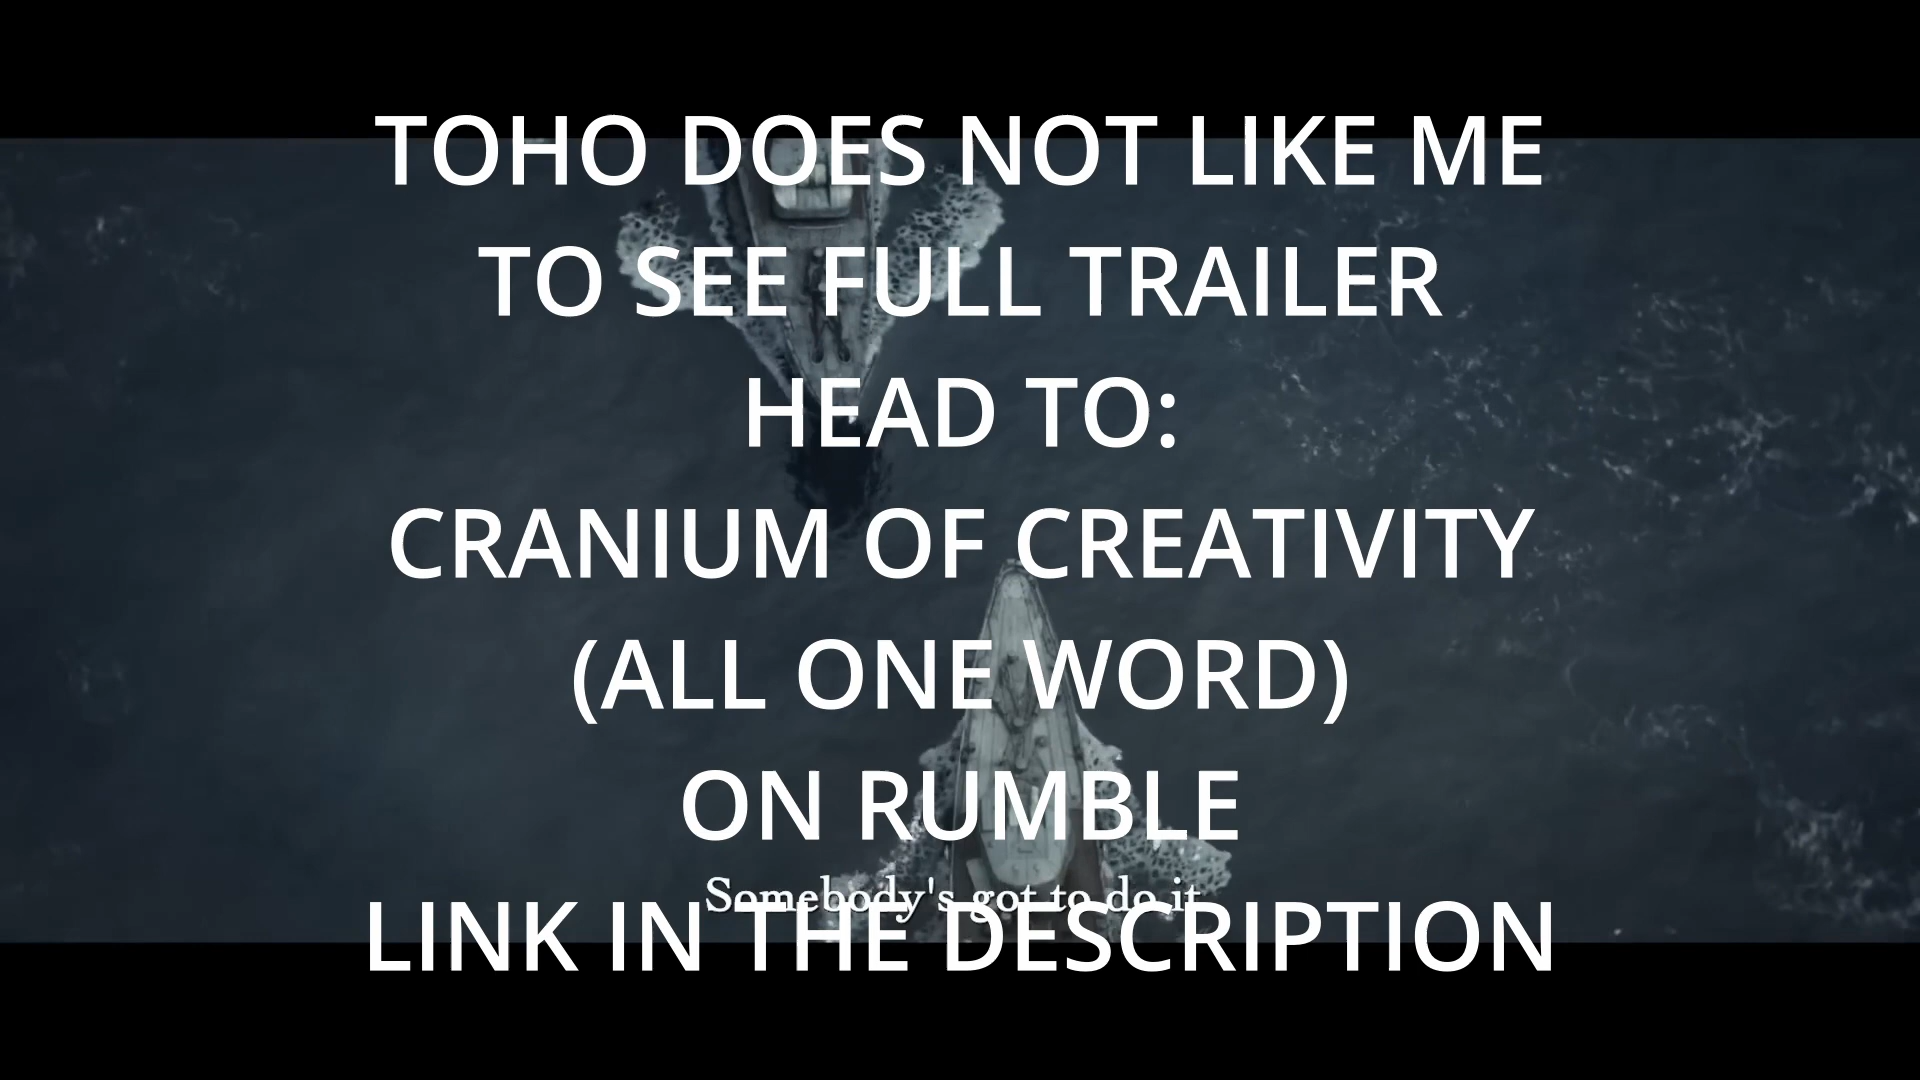 TOHO DOES NOT LIKE ME
TO SEE FULL TRAILER
HEAD TO:
CRANIUM OF CREATIVITY
(ALL ONE WORD)
ON RUMBLE
Somebody's got to do it.
LINK IN THE DESCRIPTION